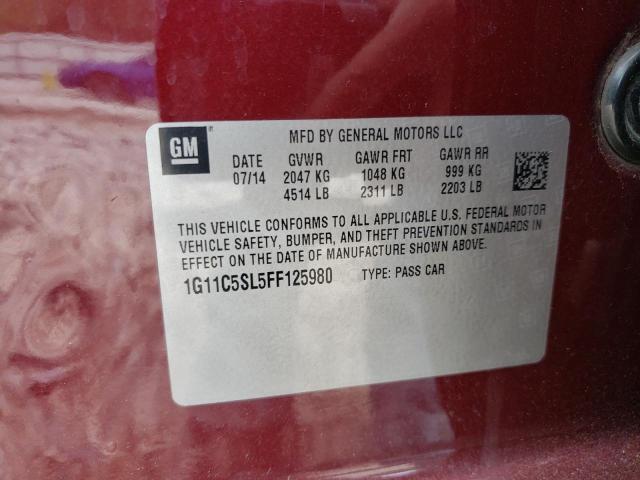 GM
MFD BY GENERAL MOTORS LLC
DATE GVWR GAWR FRT GAWR RR
07/14 2047 KG 1048 KG 999 KG
4514 LB 2311 LB 2203 LB
THIS VEHICLE CONFORMS TO ALL APPLICABLE U.S. FEDERAL MOTOR
VEHICLE SAFETY, BUMPER, AND THEFT PREVENTION STANDARDS IN
EFFECT ON THE DATE OF MANUFACTURE SHOWN ABOVE.
1G11C5SL5FF125980 TYPE: PASS CAR